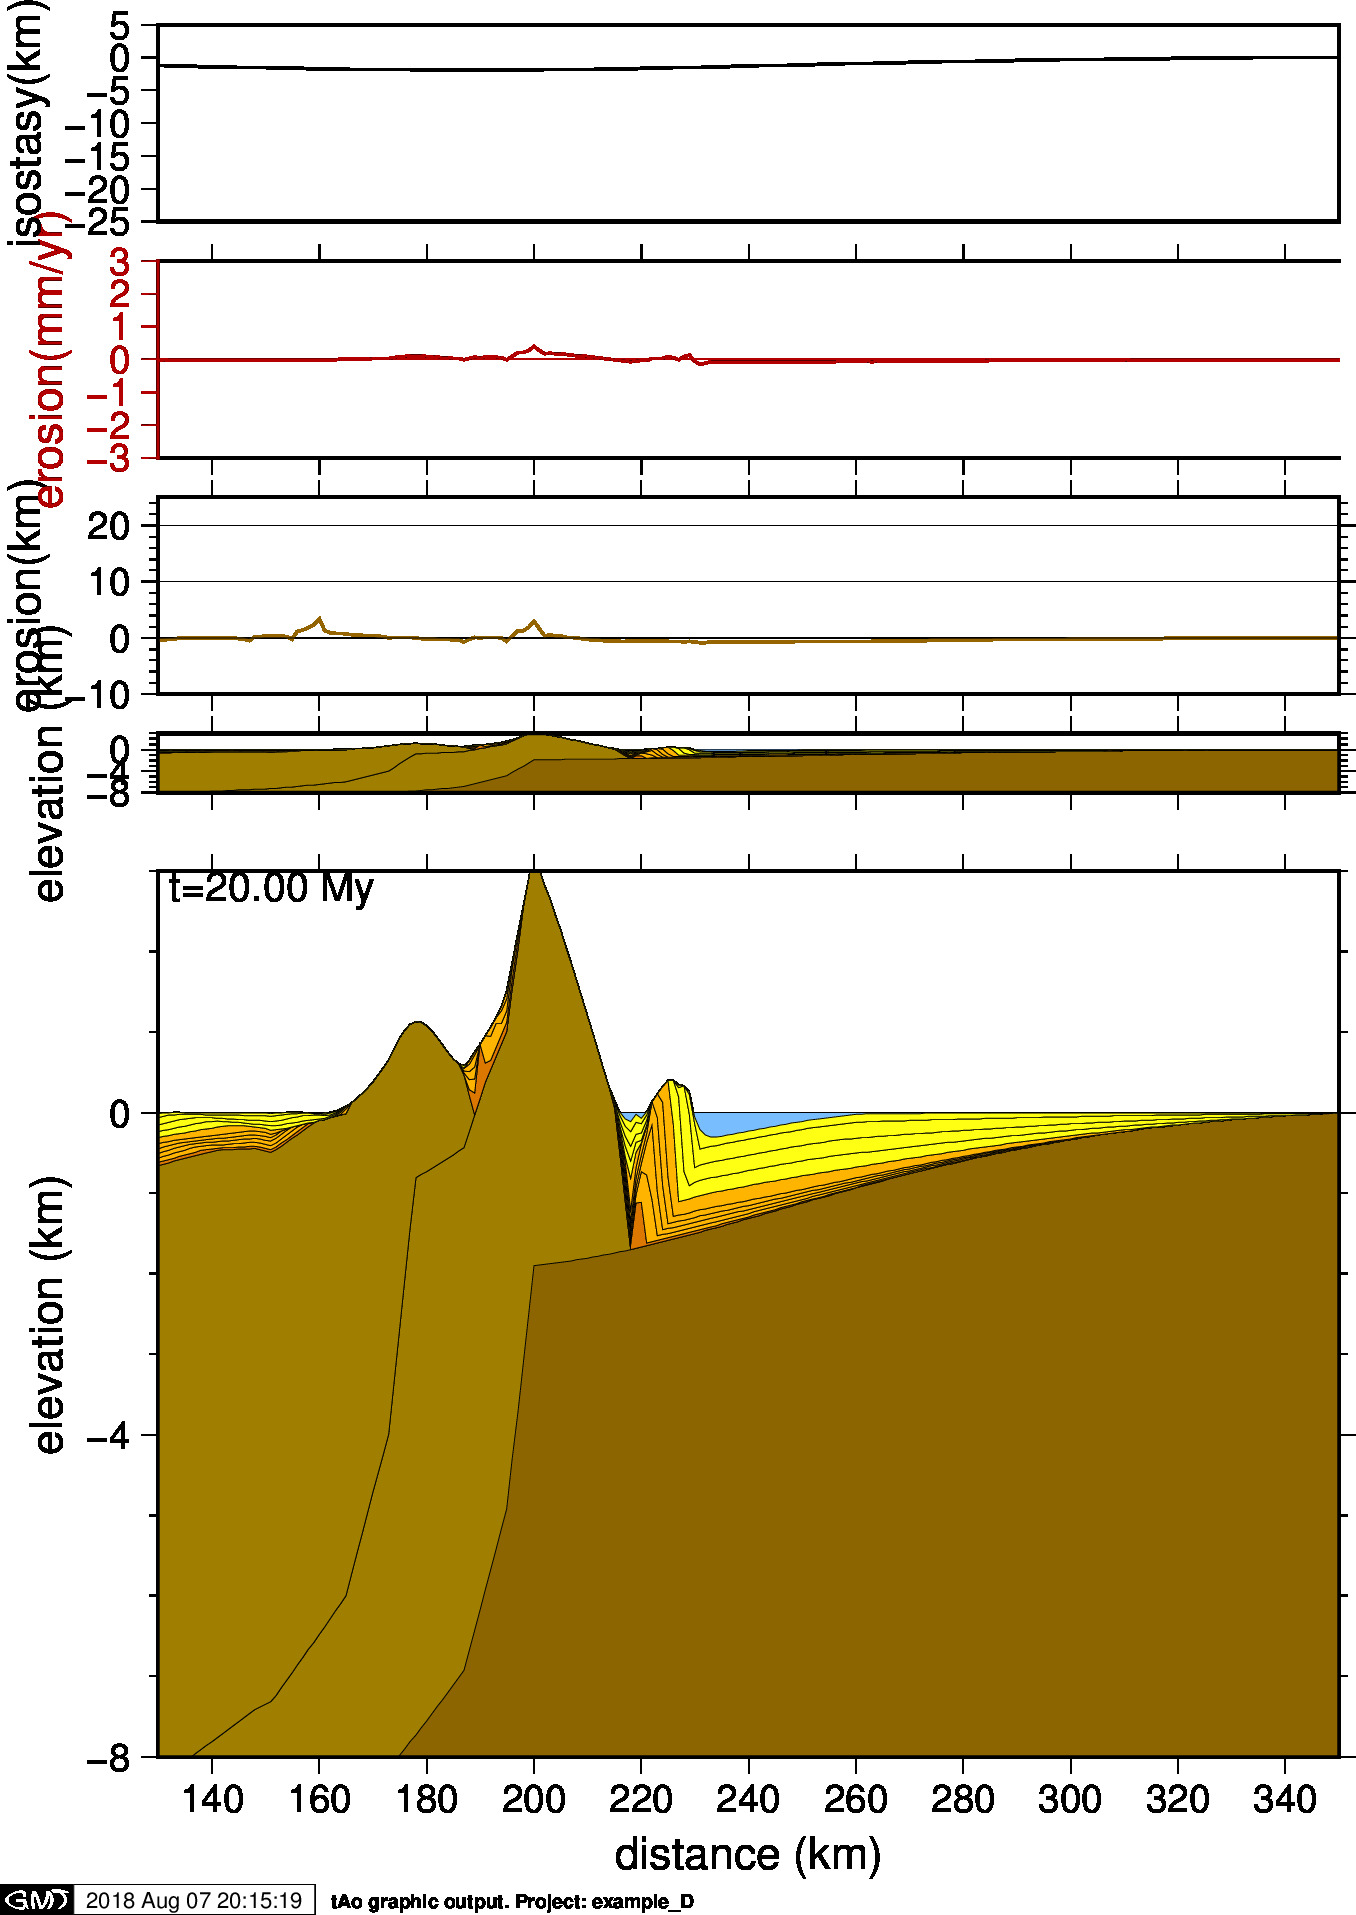 isostasy(km)
5
0
−5
−10
−15
−20
−25
erosion(mm/yr)
3
2
1
0
−1
−2
−3
erosion(km)
20
10
0
−10
elevation (km)
0
−4
−8
t=20.00 My
elevation (km)
0
−4
−8
140 160 180 200 220 240 260 280 300 320 340
distance (km)
GMT 2018 Aug 07 20:15:19 tAo graphic output. Project: example_D